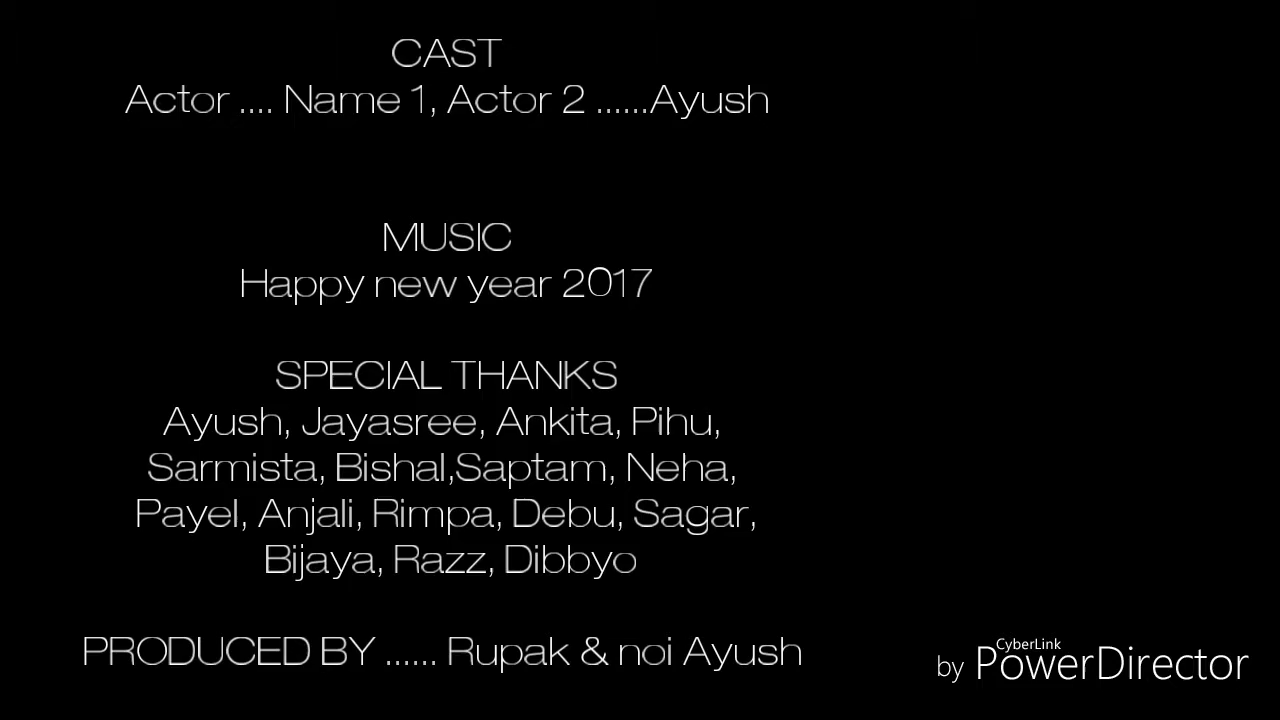 CAST
Actor .... Name 1, Actor 2 ......Ayush
MUSIC
Happy new year 2017
SPECIAL THANKS
Ayush, Jayasree, Ankita, Pihu,
Sarmista, Bishal,Saptam, Neha,
Payel, Anjali, Rimpa, Debu, Sagar,
Bijaya, Razz, Dibbyo
PRODUCED BY ...... Rupak & noi Ayush
CyberLink
by PowerDirector